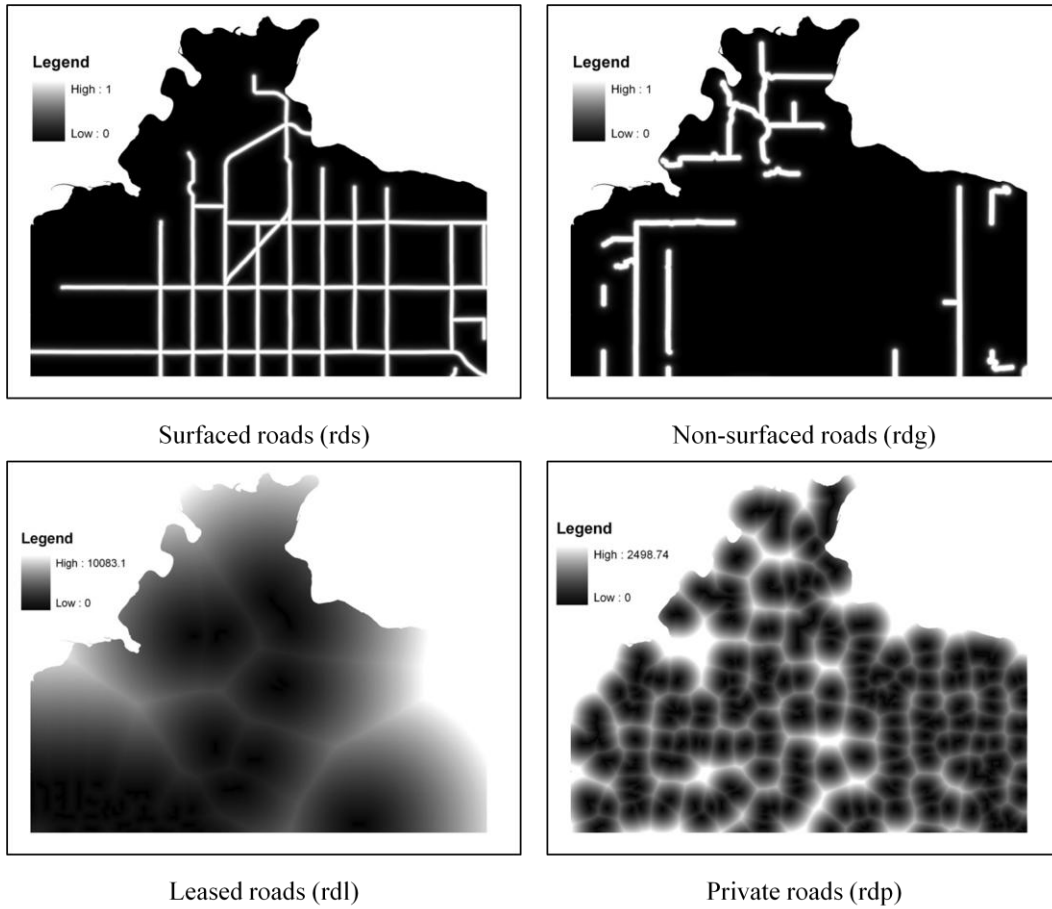 Legend
High : 1
Low : 0
Legend
High : 1
Low : 0
Surfaced roads (rds)
Non-surfaced roads (rdg)
Legend
High : 10083.1
Low : 0
Legend
High : 2498.74
Low : 0
Leased roads (rdl)
Private roads (rdp)